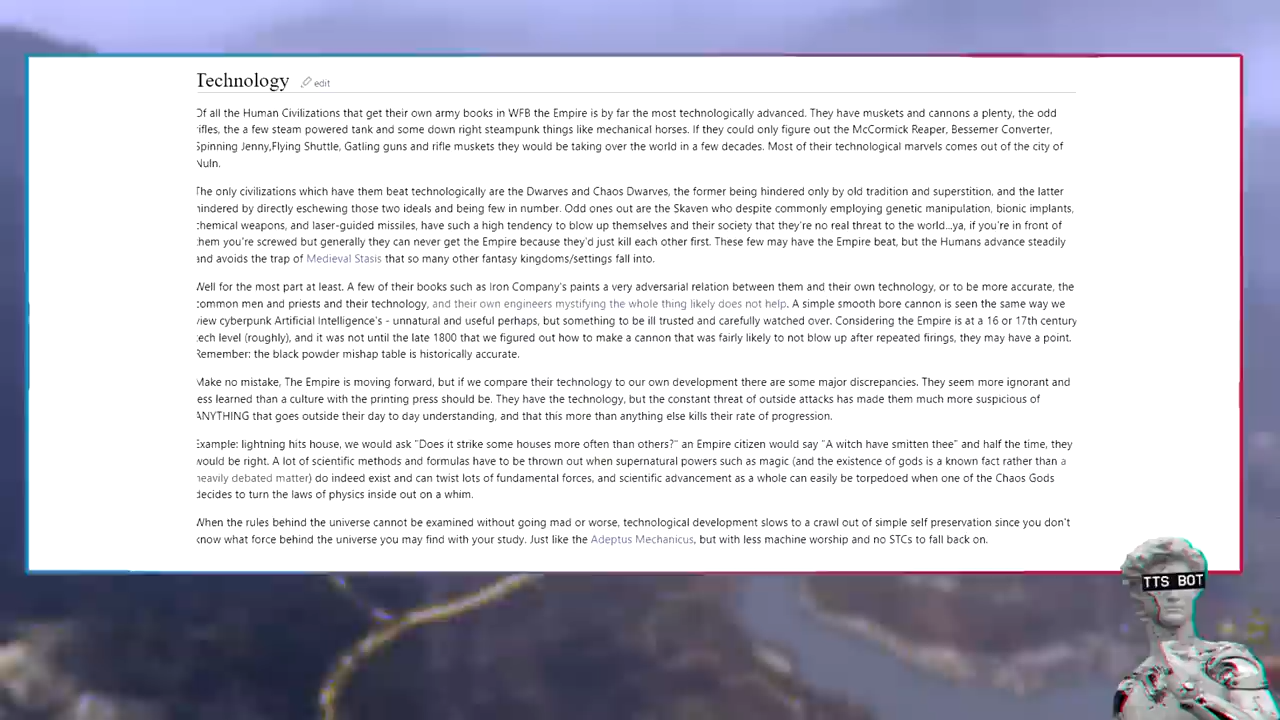 Technology edit
Of all the Human Civilizations that get their own army books in WFB the Empire is by far the most technologically advanced. They have muskets and cannons a plenty, the odd
rifles, the a few steam powered tank and some down right steampunk things like mechanical horses. If they could only figure out the McCormick Reaper, Bessemer Converter,
Spinning Jenny,Flying Shuttle, Gatling guns and rifle muskets they would be taking over the world in a few decades. Most of their technological marvels comes out of the city of
Nuln.
The only civilizations which have them beat technologically are the Dwarves and Chaos Dwarves, the former being hindered only by old tradition and superstition, and the latter
hindered by directly eschewing those two ideals and being few in number. Odd ones out are the Skaven who despite commonly employing genetic manipulation, bionic implants,
chemical weapons, and laser-guided missiles, have such a high tendency to blow up themselves and their society that they're no real threat to the world...ya, if you're in front of
them you're screwed but generally they can never get the Empire because they'd just kill each other first. These few may have the Empire beat, but the Humans advance steadily
and avoids the trap of Medieval Stasis that so many other fantasy kingdoms/settings fall into.
Well for the most part at least. A few of their books such as Iron Company's paints a very adversarial relation between them and their own technology, or to be more accurate, the
common men and priests and their technology, and their own engineers mystifying the whole thing likely does not help. A simple smooth bore cannon is seen the same way we
view cyberpunk Artificial Intelligence's - unnatural and useful perhaps, but something to be ill trusted and carefully watched over. Considering the Empire is at a 16 or 17th century
tech level (roughly), and it was not until the late 1800 that we figured out how to make a cannon that was fairly likely to not blow up after repeated firings, they may have a point.
Remember: the black powder mishap table is historically accurate.
Make no mistake, The Empire is moving forward, but if we compare their technology to our own development there are some major discrepancies. They seem more ignorant and
less learned than a culture with the printing press should be. They have the technology, but the constant threat of outside attacks has made them much more suspicious of
ANYTHING that goes outside their day to day understanding, and that this more than anything else kills their rate of progression.
Example: lightning hits house, we would ask "Does it strike some houses more often than others?" an Empire citizen would say "A witch have smitten thee" and half the time, they
would be right. A lot of scientific methods and formulas have to be thrown out when supernatural powers such as magic (and the existence of gods is a known fact rather than a
heavily debated matter) do indeed exist and can twist lots of fundamental forces, and scientific advancement as a whole can easily be torpedoed when one of the Chaos Gods
decides to turn the laws of physics inside out on a whim.
When the rules behind the universe cannot be examined without going mad or worse, technological development slows to a crawl out of simple self preservation since you don't
know what force behind the universe you may find with your study. Just like the Adeptus Mechanicus, but with less machine worship and no STCs to fall back on.
TTS BOT